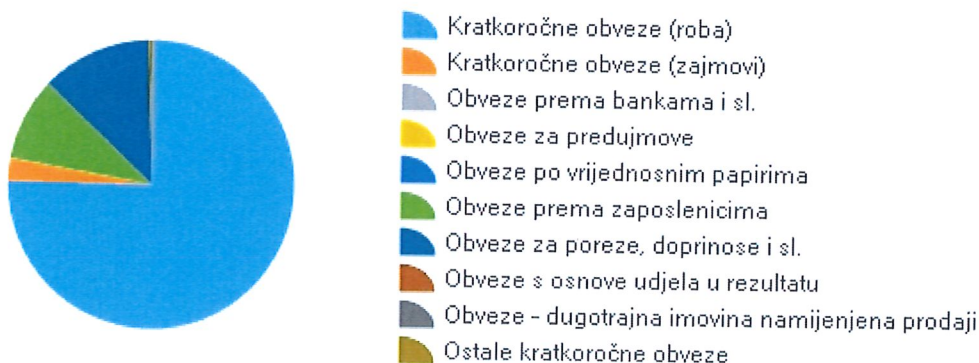 Kratkoročne obveze (roba)
Kratkoročne obveze (zajmovi)
Obveze prema bankama i sl.
Obveze za predujmove
Obveze po vrijednosnim papirima
Obveze prema zaposlenicima
Obveze za poreze, doprinose i sl.
Obveze s osnove udjela u rezultatu
Obveze - dugotrajna imovina namijenjena prodaji
Ostale kratkoročne obveze